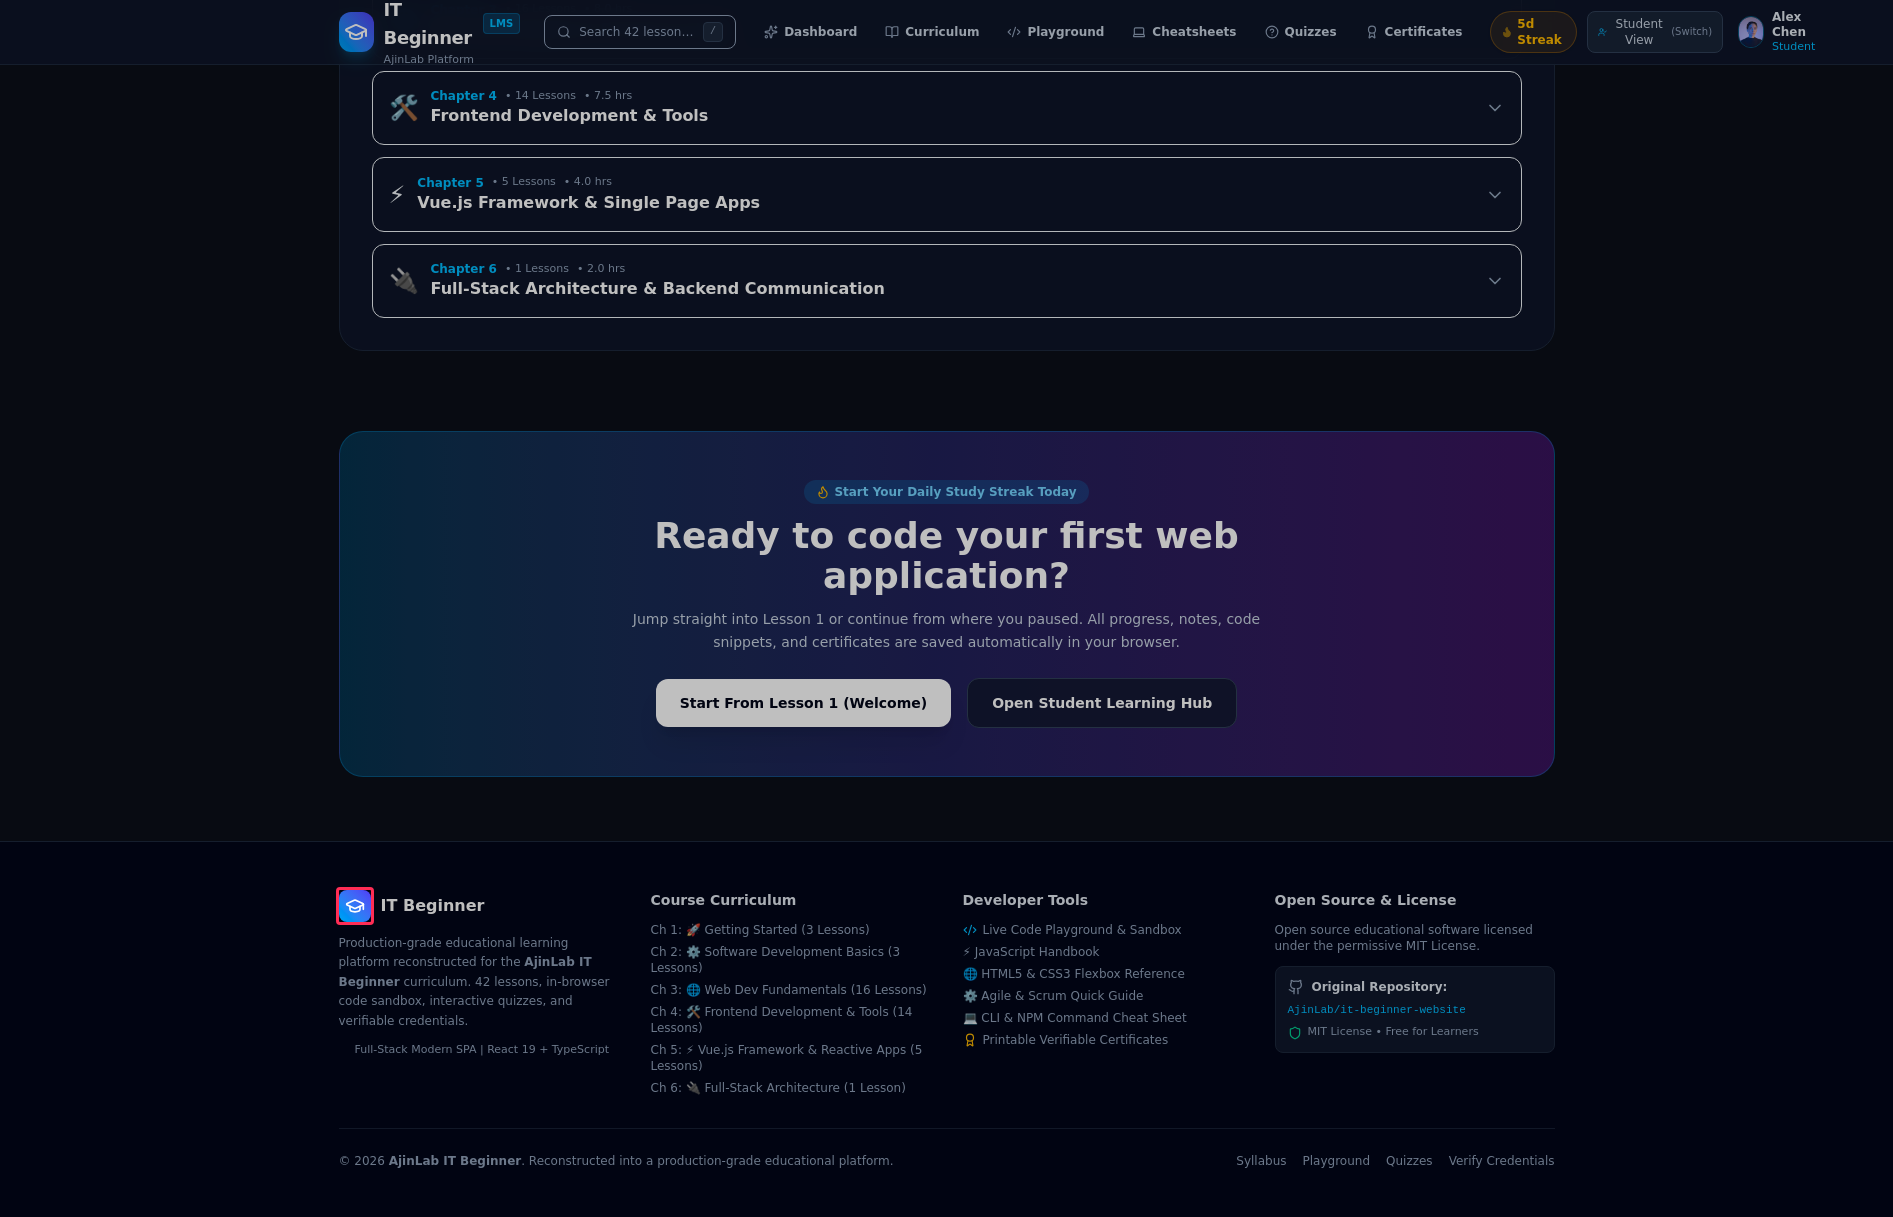 IT
Beginner
LMS
AjinLab Platform
Search 42 lesson...
/
Dashboard
Curriculum
Playground
Cheatsheets
Quizzes
Certificates
5d
Streak
Student
View
(Switch)
Alex
Chen
Student
Chapter 4 • 14 Lessons • 7.5 hrs
Frontend Development & Tools
Chapter 5 • 5 Lessons • 4.0 hrs
Vue.js Framework & Single Page Apps
Chapter 6 • 1 Lessons • 2.0 hrs
Full-Stack Architecture & Backend Communication
Start Your Daily Study Streak Today
Ready to code your first web
application?
Jump straight into Lesson 1 or continue from where you paused. All progress, notes, code
snippets, and certificates are saved automatically in your browser.
Start From Lesson 1 (Welcome)
Open Student Learning Hub
IT Beginner
Production-grade educational learning
platform reconstructed for the AjinLab IT
Beginner curriculum. 42 lessons, in-browser
code sandbox, interactive quizzes, and
verifiable credentials.
Full-Stack Modern SPA | React 19 + TypeScript
Course Curriculum
Ch 1: 🚀 Getting Started (3 Lessons)
Ch 2: ⚙️ Software Development Basics (3
Lessons)
Ch 3: 🌐 Web Dev Fundamentals (16 Lessons)
Ch 4: 🛠️ Frontend Development & Tools (14
Lessons)
Ch 5: ⚡ Vue.js Framework & Reactive Apps (5
Lessons)
Ch 6: 🔌 Full-Stack Architecture (1 Lesson)
Developer Tools
Live Code Playground & Sandbox
⚡ JavaScript Handbook
🌐 HTML5 & CSS3 Flexbox Reference
⚙️ Agile & Scrum Quick Guide
💻 CLI & NPM Command Cheat Sheet
Printable Verifiable Certificates
Open Source & License
Open source educational software licensed
under the permissive MIT License.
Original Repository:
AjinLab/it-beginner-website
MIT License • Free for Learners
© 2026 AjinLab IT Beginner. Reconstructed into a production-grade educational platform.
Syllabus
Playground
Quizzes
Verify Credentials